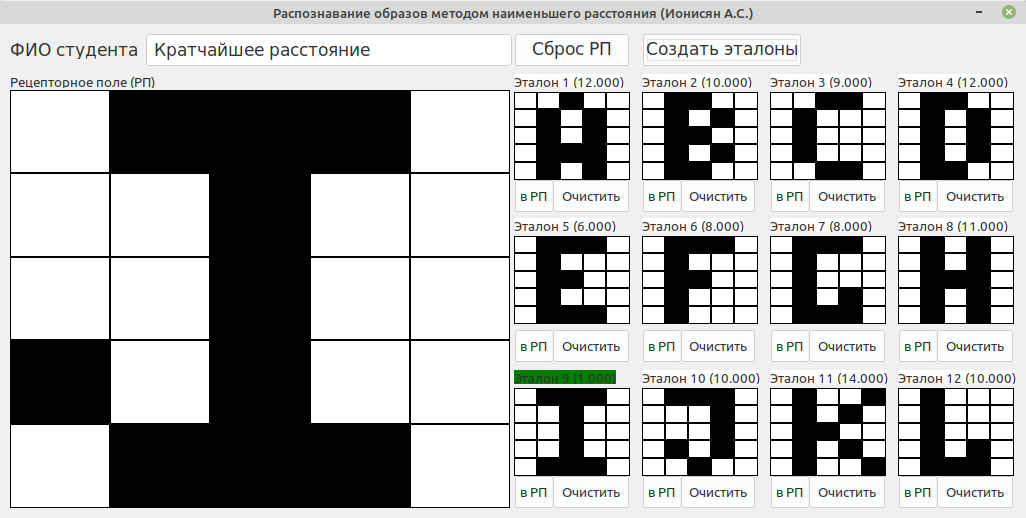 Распознавание образов методом наименьшего расстояния (Ионисян А.С.)
ФИО студента Кратчайшее расстояние Сброс РП Создать эталоны
Рецепторное поле (РП)
Эталон 1 (12.000) Эталон 2 (10.000) Эталон 3 (9.000) Эталон 4 (12.000)
в РП Очистить в РП Очистить в РП Очистить в РП Очистить
Эталон 5 (6.000) Эталон 6 (8.000) Эталон 7 (8.000) Эталон 8 (11.000)
в РП Очистить в РП Очистить в РП Очистить в РП Очистить
Эталон 9 (1.000) Эталон 10 (10.000) Эталон 11 (14.000) Эталон 12 (10.000)
в РП Очистить в РП Очистить в РП Очистить в РП Очистить